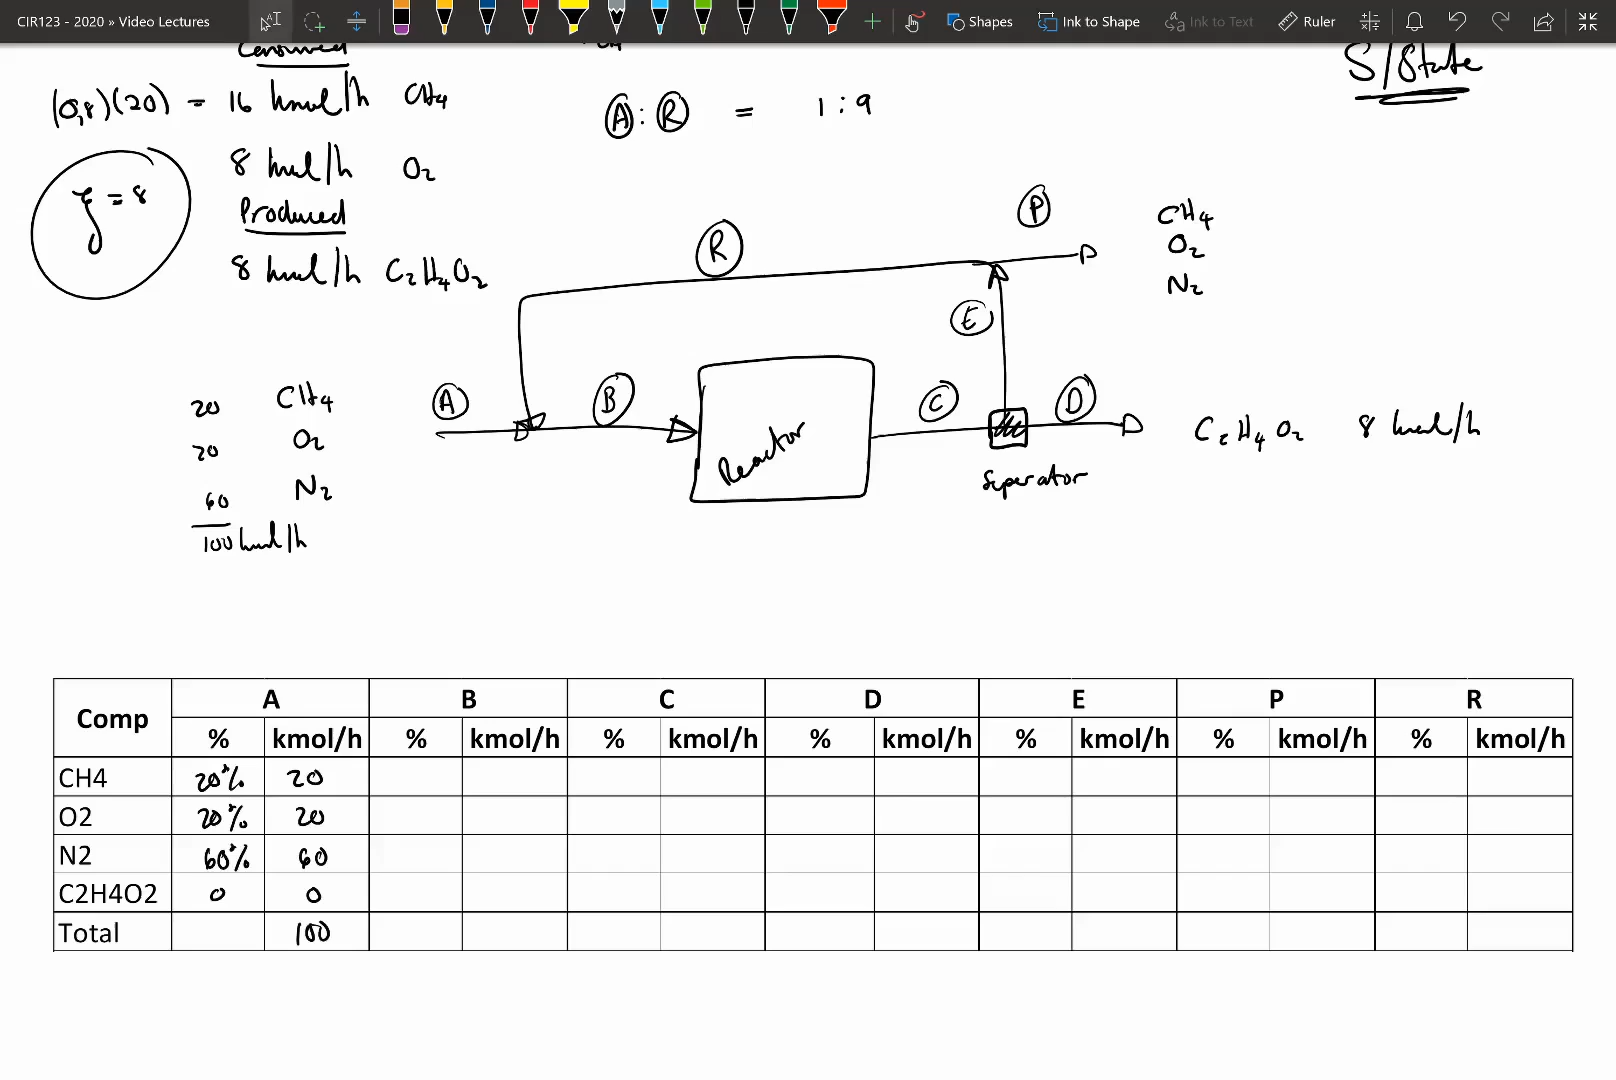 CIR123 - 2020 » Video Lectures
Shapes
Ink to Shape
Ink to Text
Ruler
Consumed
S/State
(0,8)(20) = 16 kmol/h CH4
A : R = 1 : 9
8 kmol/h O2
ξ = 8
Produced
8 kmol/h C2H4O2
P
CH4
O2
N2
R
E
20 CH4
20 O2
60 N2
100 kmol/h
A
B
Reactor
C
D
C2H4O2 8 kmol/h
Seperator
Comp A B C D E P R
% kmol/h % kmol/h % kmol/h % kmol/h % kmol/h % kmol/h % kmol/h
CH4 20% 20
O2 20% 20
N2 60% 60
C2H4O2 0 0
Total 100